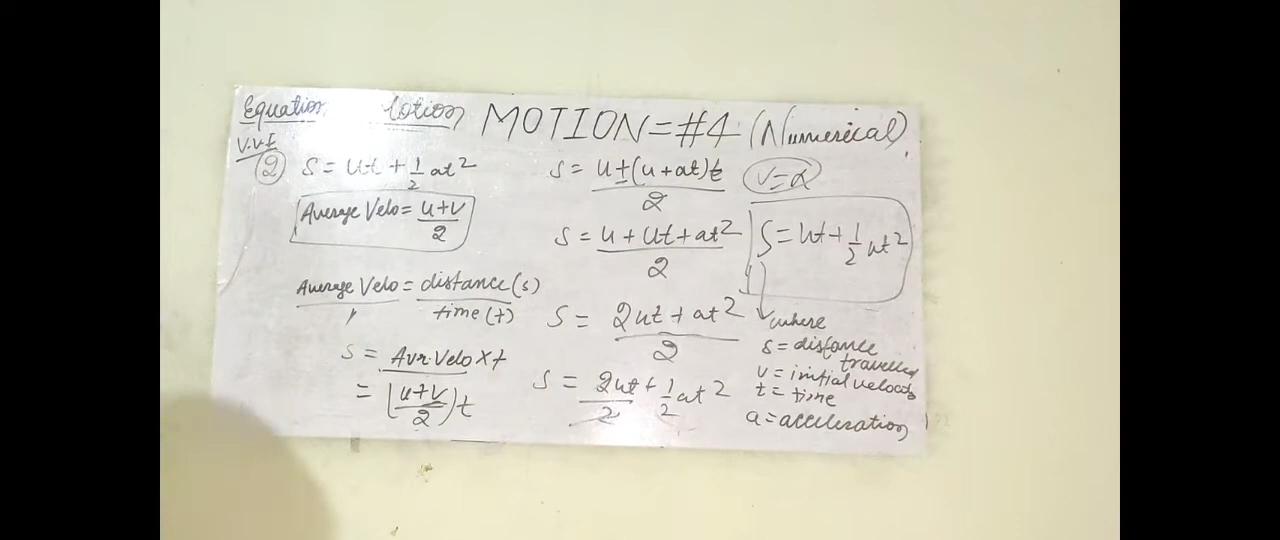 Equation Motion MOTION = #4 (Numerical)
V.V.I
② S = ut + 1/2 at²
Average Velo = u+v/2
Average Velo = distance(s)/time(t)
S = Avr. Velo × t
= (u+v/2)t
S = u+(u+at)t/2
S = u+ut+at²/2
S = 2ut+at²/2
S = 2ut/2 + 1/2 at²
S = ut + 1/2 at²
where
s = distance
travelled
v = initial velocity
t = time
a = acceleration